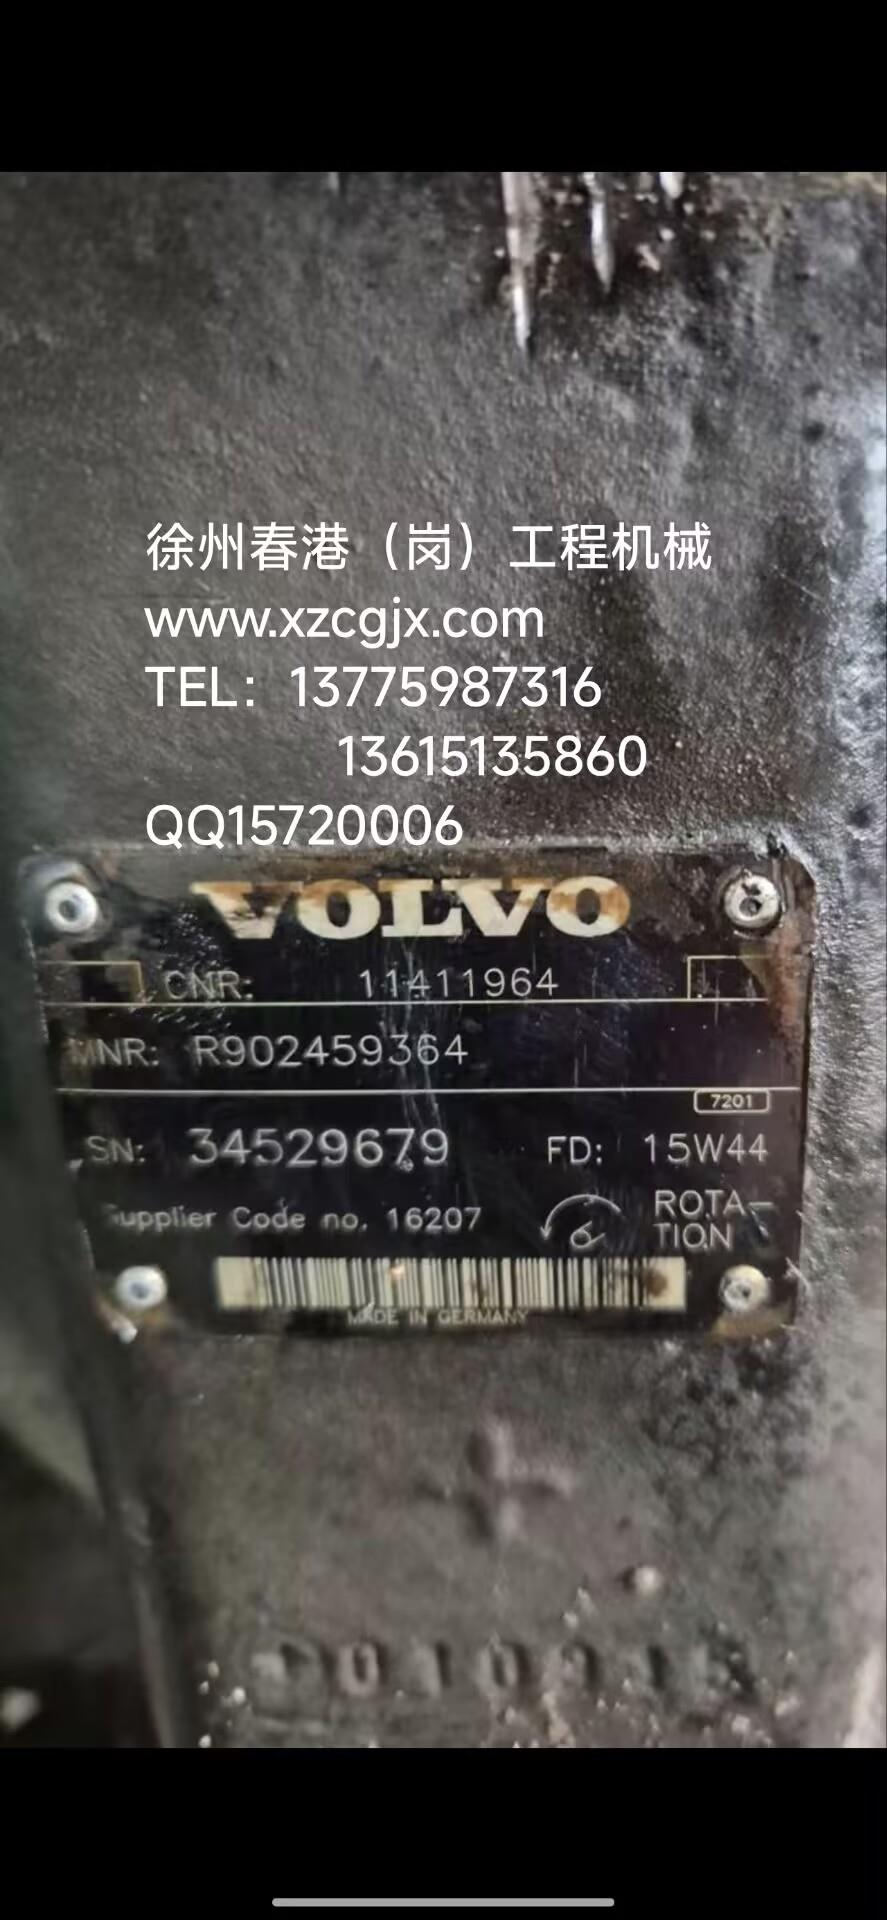 徐州春港（岗）工程机械
www.xzcgjx.com
TEL：13775987316
13615135860
QQ15720006
VOLVO
CNR: 11411964
MNR: R902459364
7201
SN: 34529679 FD: 15W44
Supplier Code no. 16207
ROTA-
TION
MADE IN GERMANY